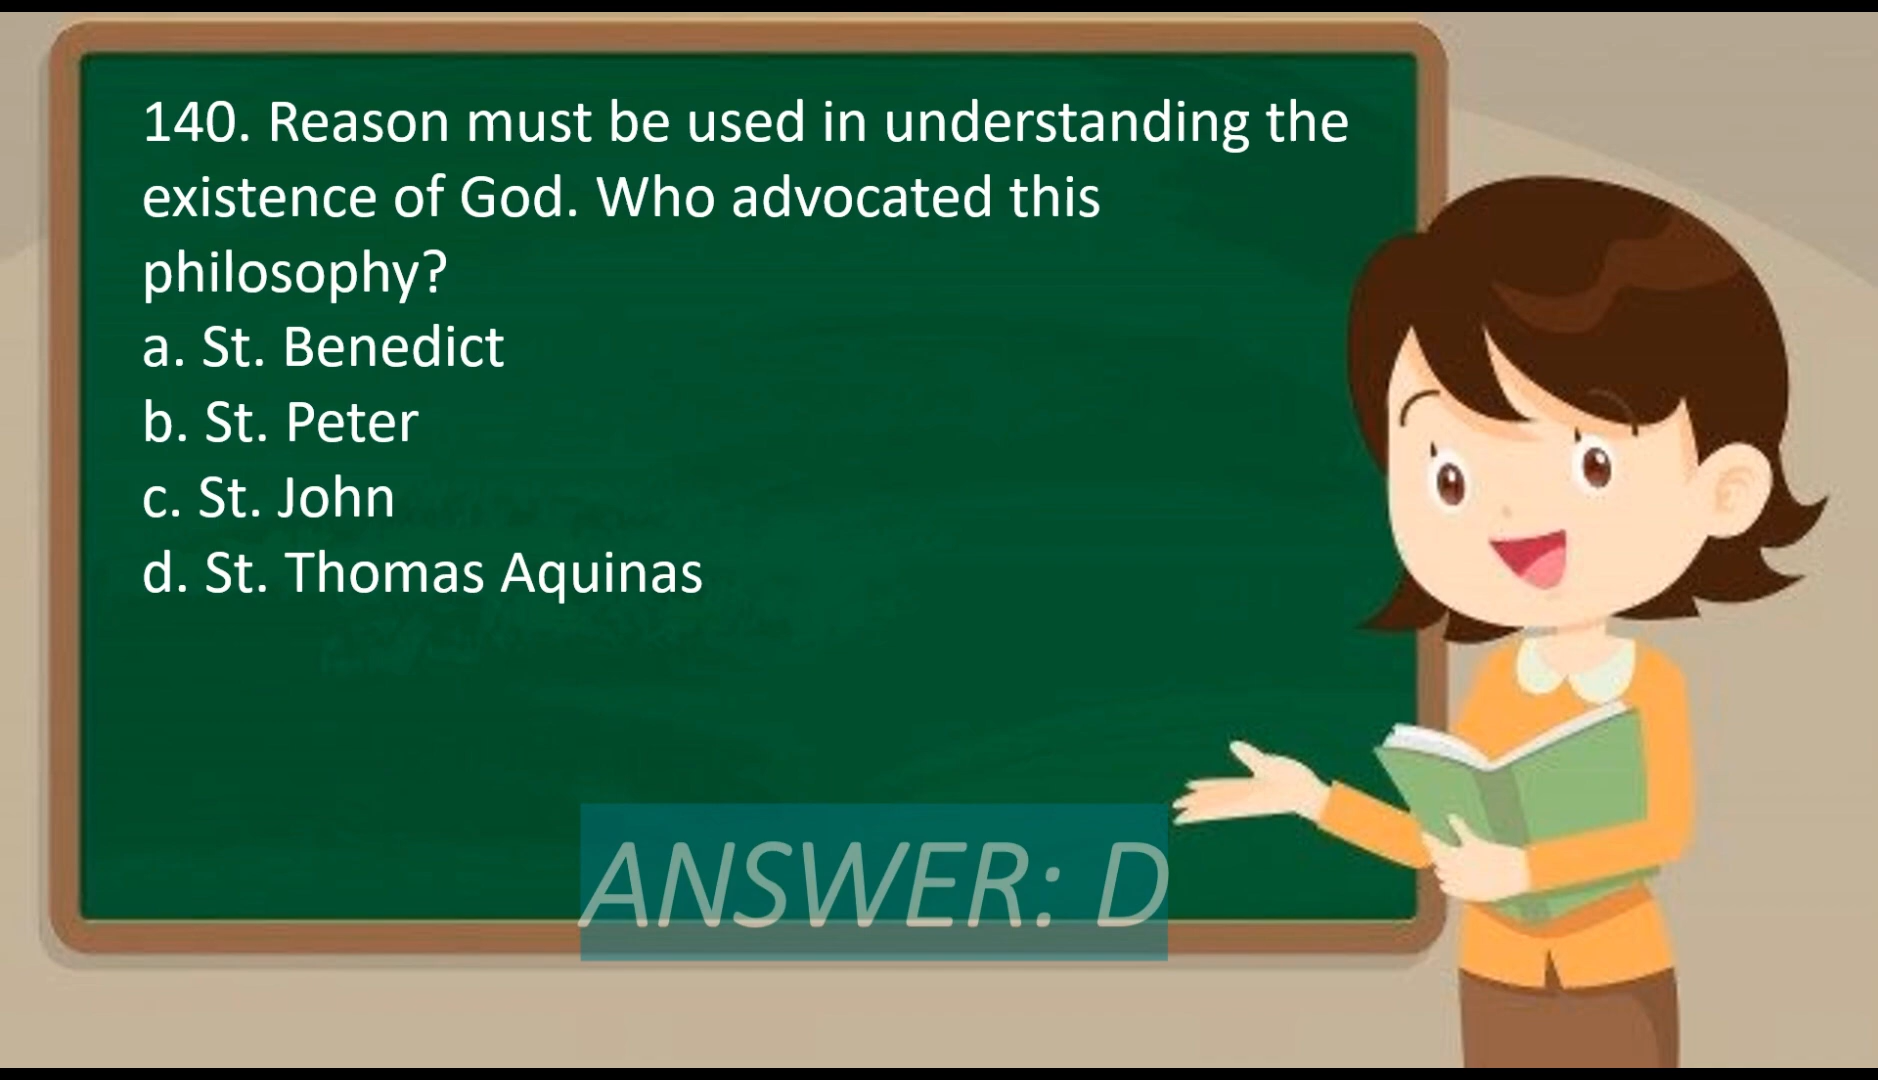 140. Reason must be used in understanding the
existence of God. Who advocated this
philosophy?
a. St. Benedict
b. St. Peter
c. St. John
d. St. Thomas Aquinas
ANSWER: D